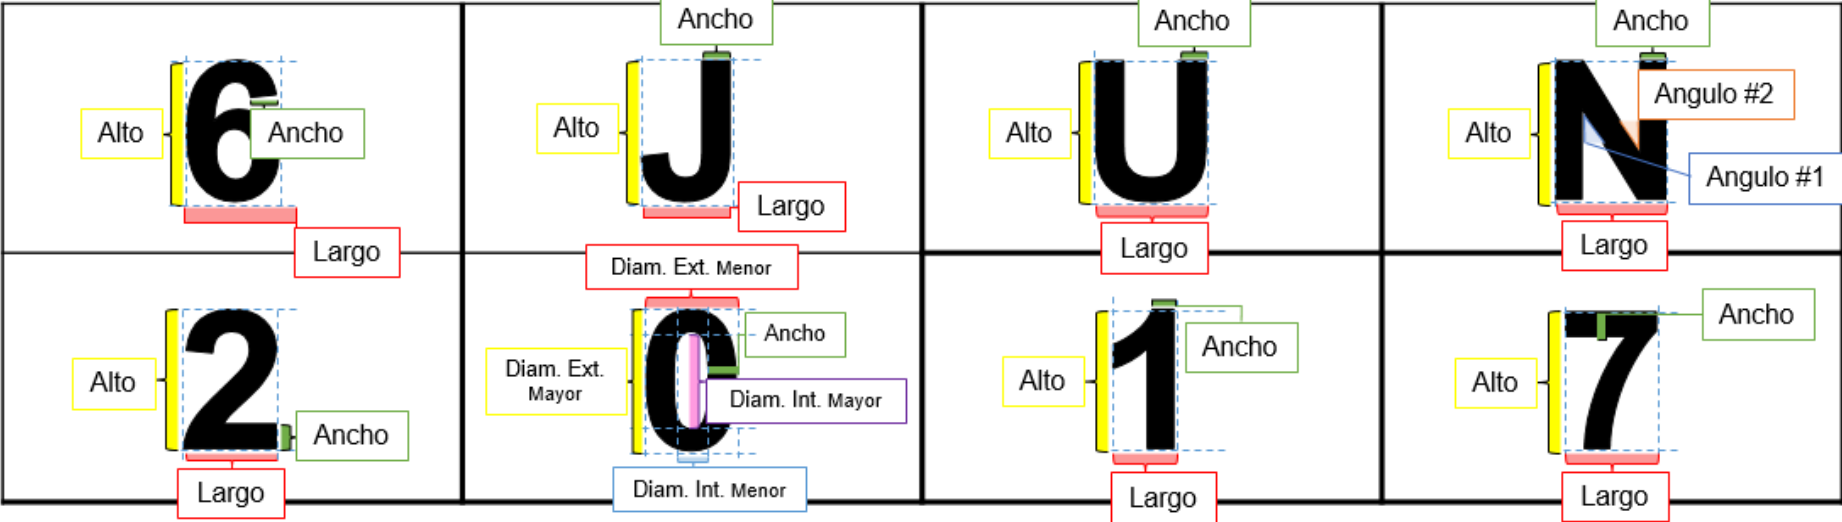 6
Alto
Ancho
Largo
J
Ancho
Alto
Largo
U
Ancho
Alto
Largo
N
Ancho
Angulo #2
Alto
Angulo #1
Largo
2
Alto
Ancho
Largo
0
Diam. Ext. Menor
Ancho
Diam. Ext.
Mayor
Diam. Int. Mayor
Diam. Int. Menor
1
Ancho
Alto
Largo
7
Ancho
Alto
Largo